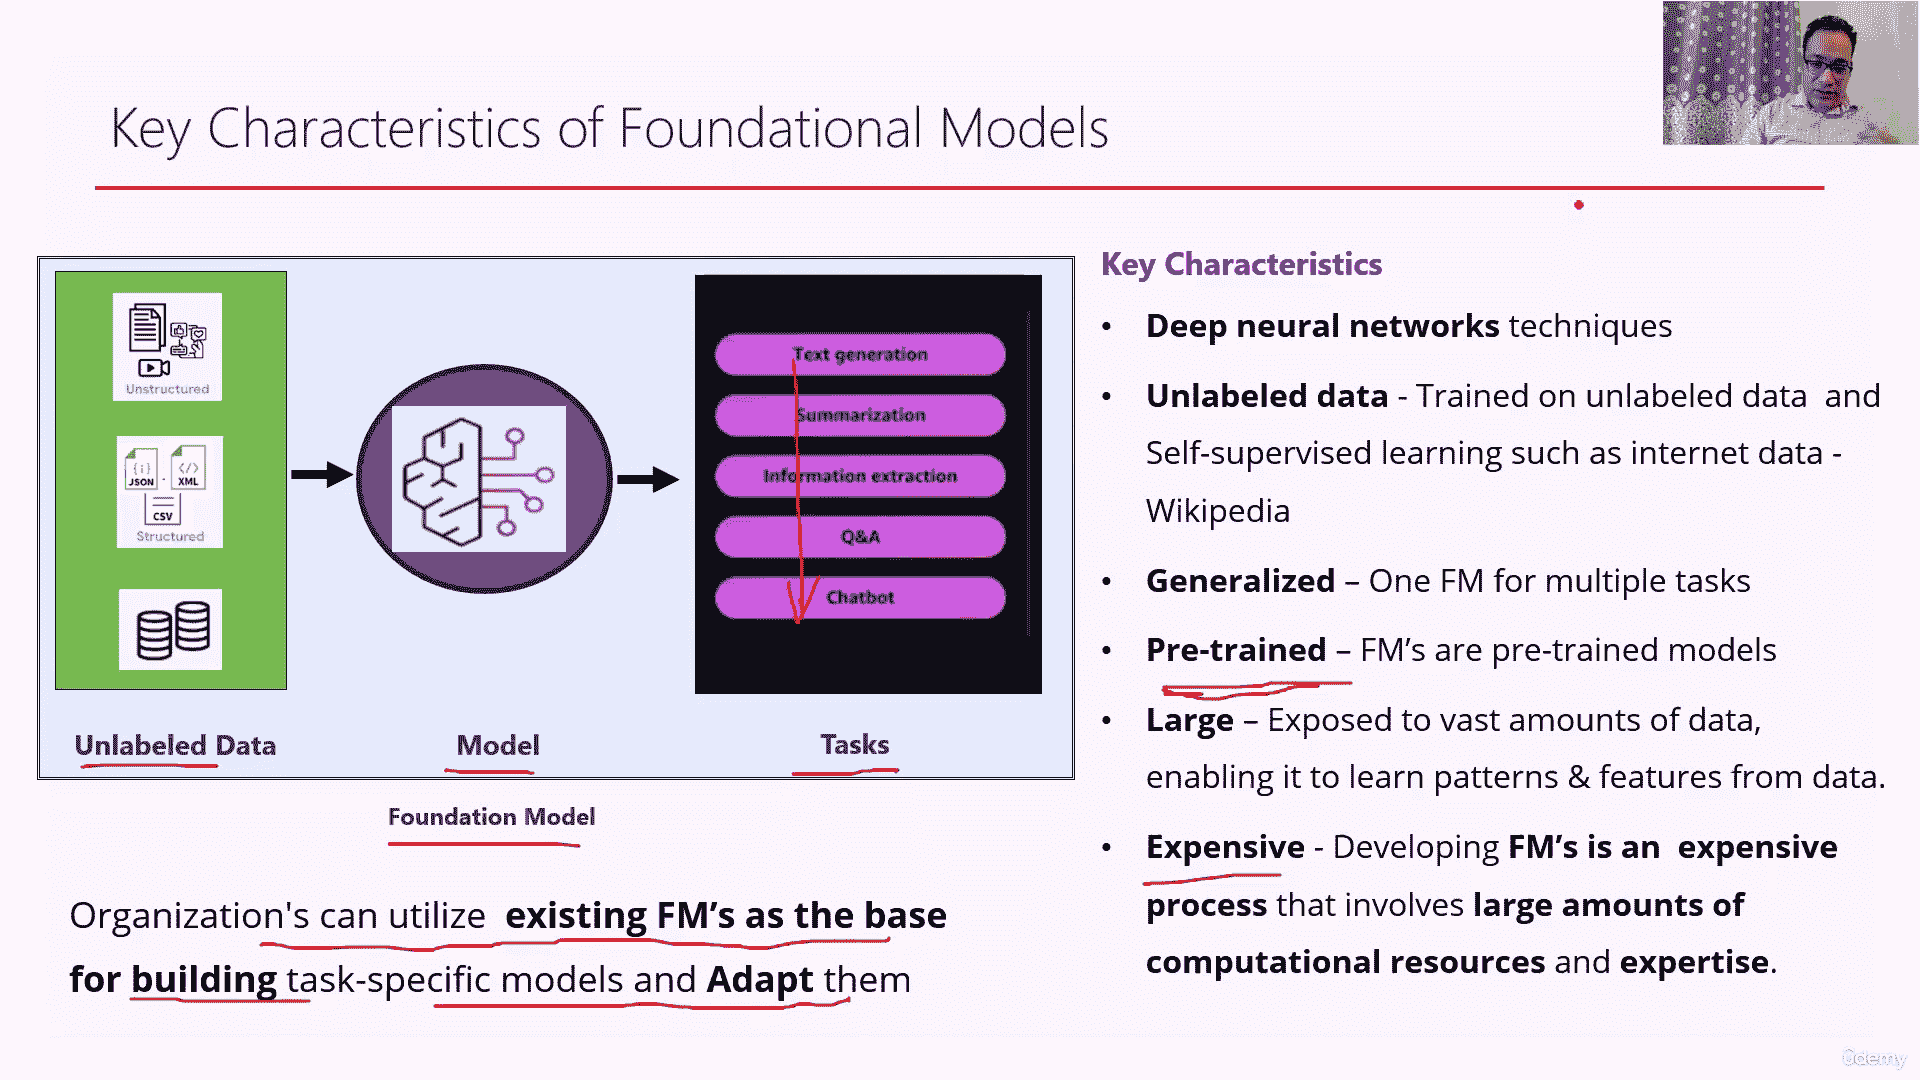 Key Characteristics of Foundational Models
Unstructured
{i}
JSON
</>
XML
CSV
Structured
Unlabeled Data
Model
Text generation
Summarization
Information extraction
Q&A
Chatbot
Tasks
Foundation Model
Organization's can utilize existing FM’s as the base
for building task-specific models and Adapt them
Key Characteristics
• Deep neural networks techniques
• Unlabeled data - Trained on unlabeled data and
Self-supervised learning such as internet data -
Wikipedia
• Generalized – One FM for multiple tasks
• Pre-trained – FM’s are pre-trained models
• Large – Exposed to vast amounts of data,
enabling it to learn patterns & features from data.
• Expensive - Developing FM’s is an expensive
process that involves large amounts of
computational resources and expertise.
ûdemy